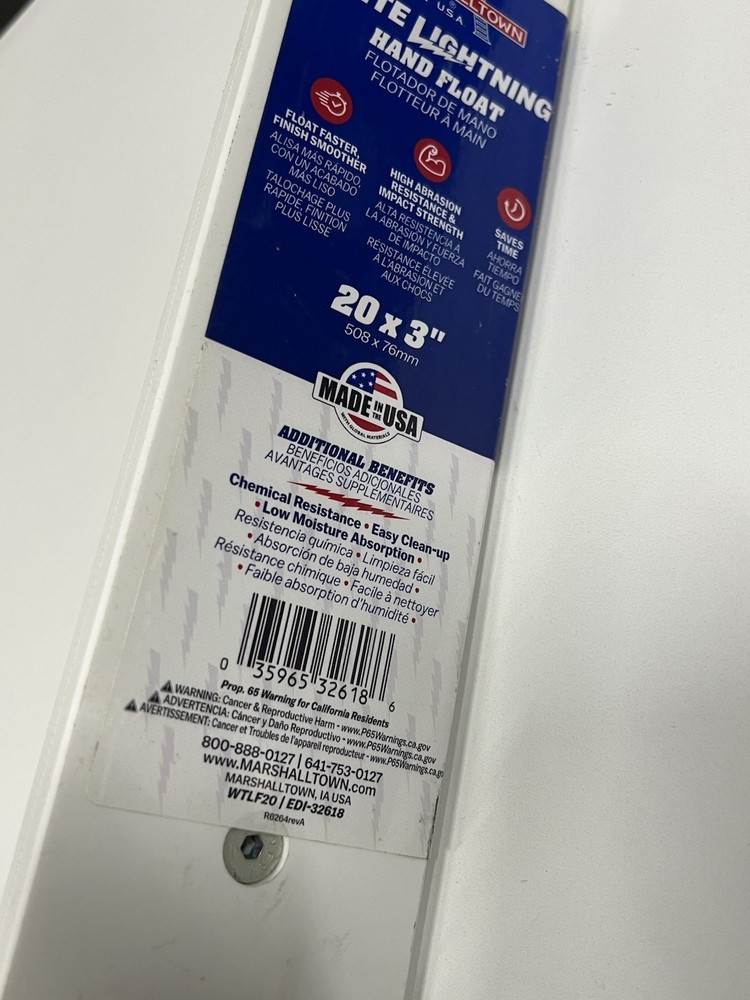 LLTOWN
USA
TE LIGHTNING
HAND FLOAT
FLOTADOR DE MANO
FLOTTEUR À MAIN
FLOAT FASTER,
FINISH SMOOTHER
ALISA MÁS RÁPIDO,
CON UN ACABADO
MÁS LISO
TALOCHAGE PLUS
RAPIDE, FINITION
PLUS LISSE
HIGH ABRASION
RESISTANCE &
IMPACT STRENGTH
ALTA RESISTENCIA A
LA ABRASIÓN Y FUERZA
DE IMPACTO
RÉSISTANCE ÉLEVÉE
À L'ABRASION ET
AUX CHOCS
SAVES
TIME
AHORRA
TIEMPO
FAIT GAGNE
DU TEMPS
20 x 3"
508 x 76mm
MADE IN THE USA
WITH GLOBAL MATERIALS
ADDITIONAL BENEFITS
BENEFICIOS ADICIONALES
AVANTAGES SUPPLÉMENTAIRES
Chemical Resistance • Easy Clean-up
• Low Moisture Absorption •
Resistencia química • Limpieza fácil
• Absorción de baja humedad •
Résistance chimique • Facile à nettoyer
• Faible absorption d'humidité •
0 35965 32618 6
Prop. 65 Warning for California Residents
WARNING: Cancer & Reproductive Harm - www.P65Warnings.ca.gov
ADVERTENCIA: Cáncer y Daño Reproductivo - www.P65Warnings.ca.gov
AVERTISSEMENT: Cancer et Troubles de l'appareil reproducteur - www.P65Warnings.ca.go
800-888-0127 | 641-753-0127
www.MARSHALLTOWN.com
MARSHALLTOWN, IA USA
WTLF20 | EDI-32618
R6264revA